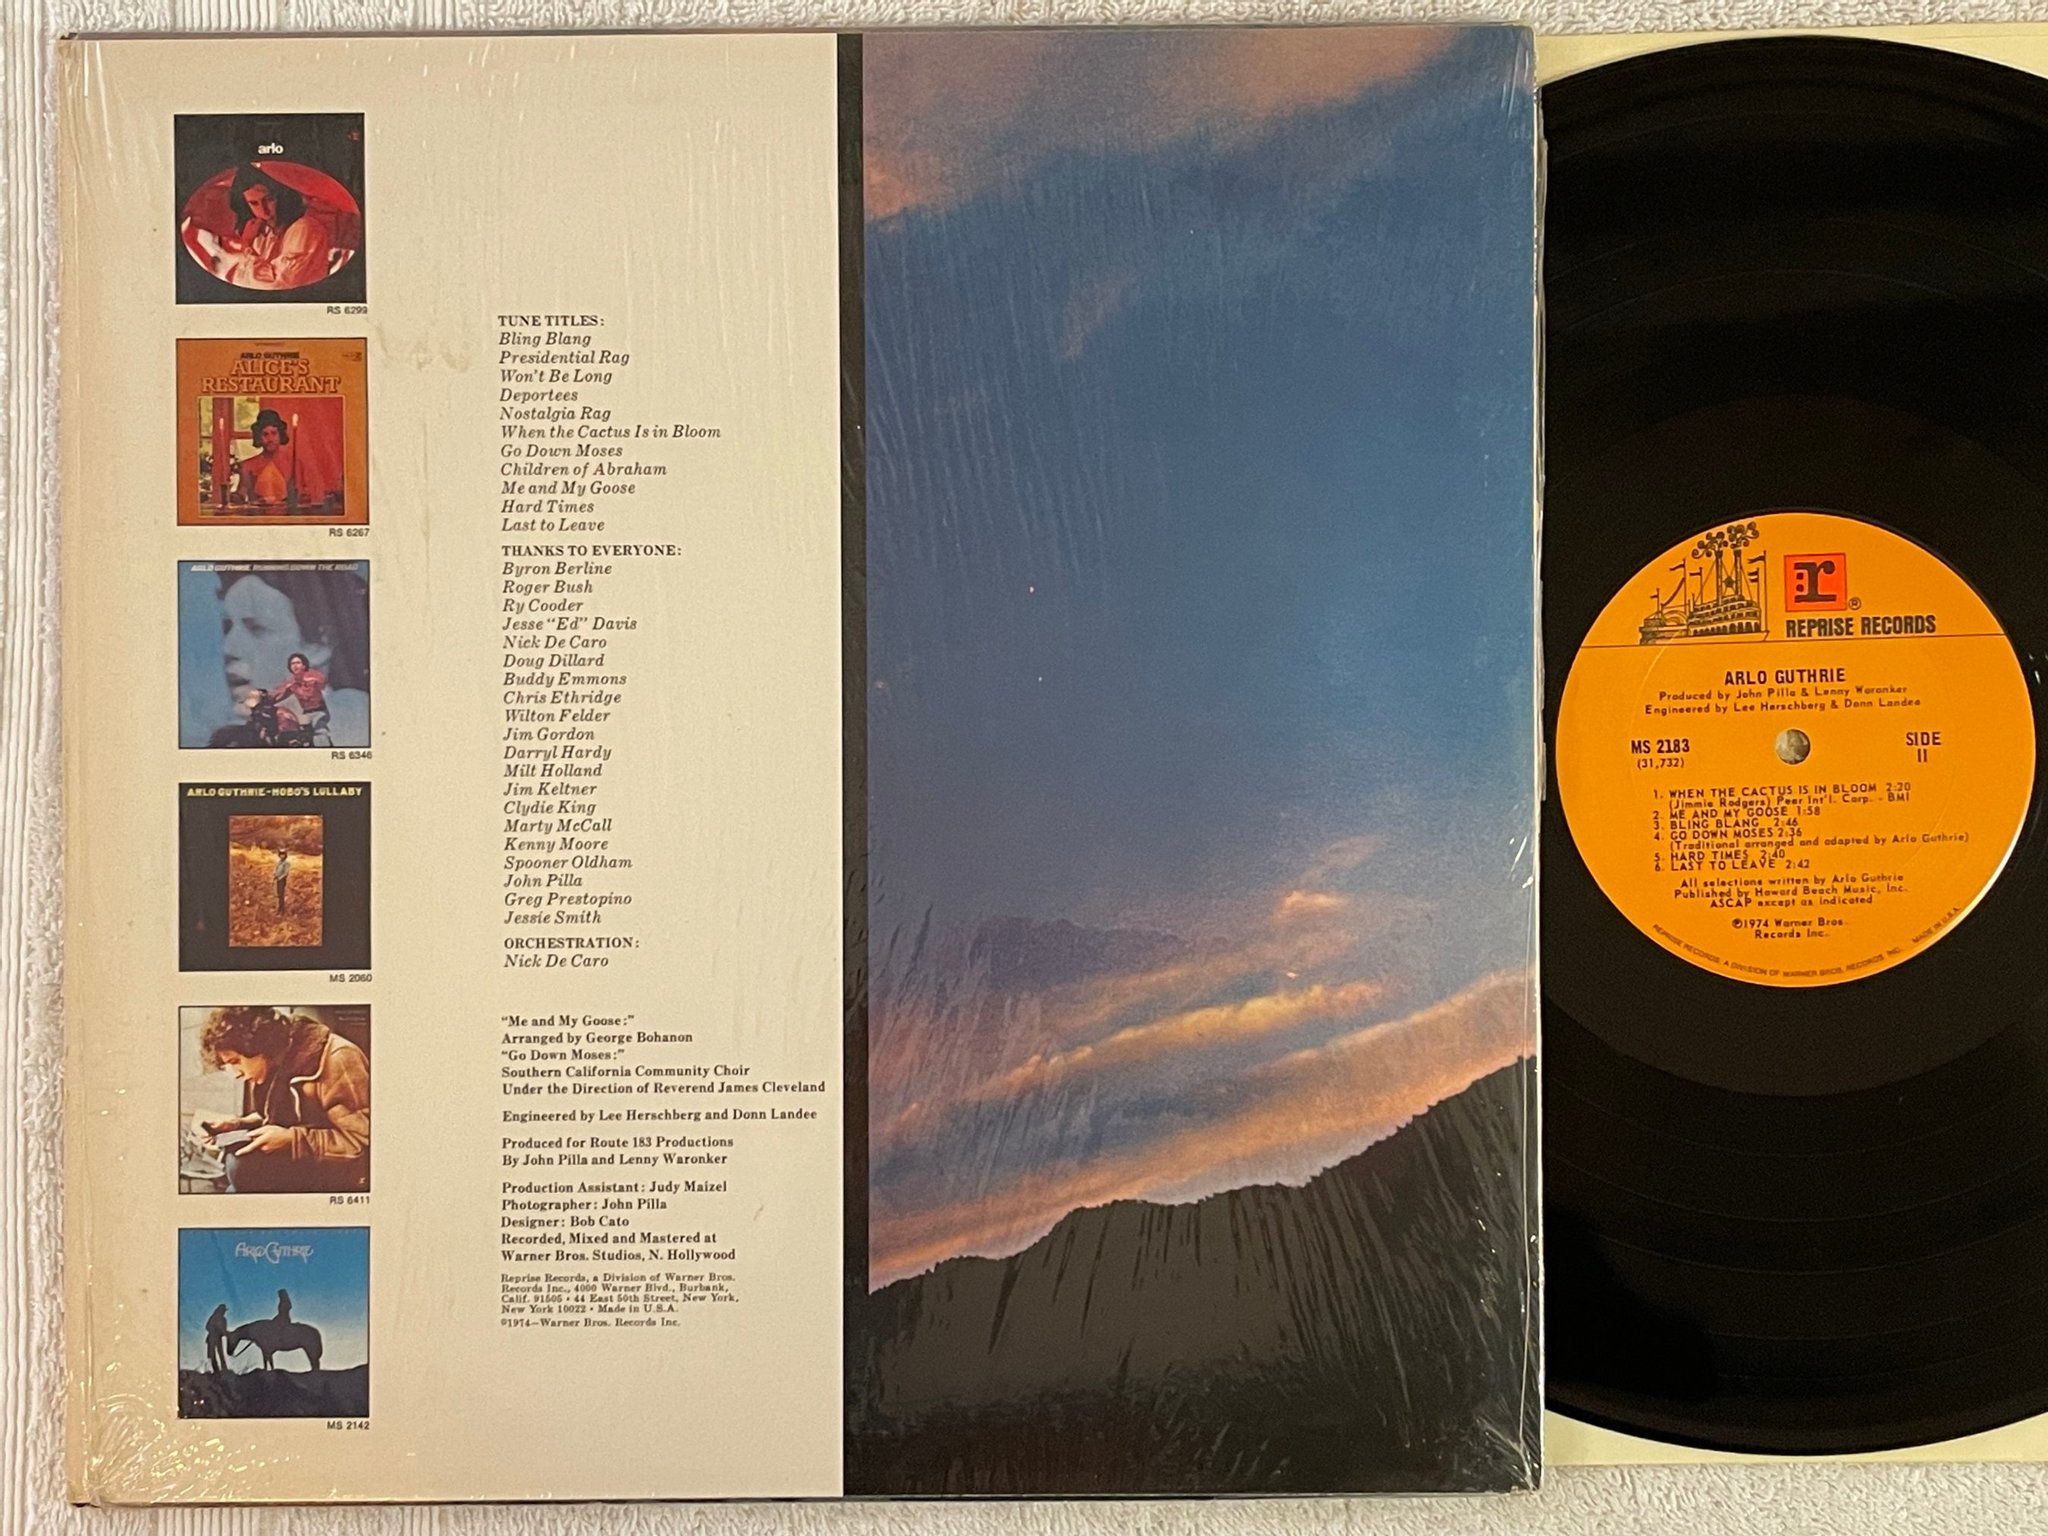 arlo
RS 6299
ARLO GUTHRIE
ALICE'S
RESTAURANT
RS 6267
ARLO GUTHRIE RUNNING DOWN THE ROAD
RS 6346
ARLO GUTHRIE-HOBO'S LULLABY
MS 2060
RS 6411
ARLO GUTHRIE
MS 2142
TUNE TITLES:
Bling Blang
Presidential Rag
Won't Be Long
Deportees
Nostalgia Rag
When the Cactus Is in Bloom
Go Down Moses
Children of Abraham
Me and My Goose
Hard Times
Last to Leave
THANKS TO EVERYONE:
Byron Berline
Roger Bush
Ry Cooder
Jesse "Ed" Davis
Nick De Caro
Doug Dillard
Buddy Emmons
Chris Ethridge
Wilton Felder
Jim Gordon
Darryl Hardy
Milt Holland
Jim Keltner
Clydie King
Marty McCall
Kenny Moore
Spooner Oldham
John Pilla
Greg Prestopino
Jessie Smith
ORCHESTRATION:
Nick De Caro
"Me and My Goose:"
Arranged by George Bohanon
"Go Down Moses:"
Southern California Community Choir
Under the Direction of Reverend James Cleveland
Engineered by Lee Herschberg and Donn Landee
Produced for Route 183 Productions
By John Pilla and Lenny Waronker
Production Assistant: Judy Maizel
Photographer: John Pilla
Designer: Bob Cato
Recorded, Mixed and Mastered at
Warner Bros. Studios, N. Hollywood
Reprise Records, a Division of Warner Bros.
Records Inc., 4000 Warner Blvd., Burbank,
Calif. 91505 • 44 East 50th Street, New York,
New York 10022 • Made in U.S.A.
©1974—Warner Bros. Records Inc.
:r ®
REPRISE RECORDS
ARLO GUTHRIE
Produced by John Pilla & Lenny Waronker
Engineered by Lee Herschberg & Donn Landee
MS 2183
(31,732)
SIDE
II
1. WHEN THE CACTUS IS IN BLOOM 2:20
(Jimmie Rodgers) Peer Int'l. Corp. - BMI
2. ME AND MY GOOSE 1:58
3. BLING BLANG 2:46
4. GO DOWN MOSES 2:36
(Traditional arranged and adapted by Arlo Guthrie)
5. HARD TIMES 2:40
6. LAST TO LEAVE 2:42
All selections written by Arlo Guthrie
Published by Howard Beach Music, Inc.
ASCAP except as indicated
℗1974 Warner Bros.
Records Inc.
REPRISE RECORDS, A DIVISION OF WARNER BROS. RECORDS, INC. MADE IN U.S.A.